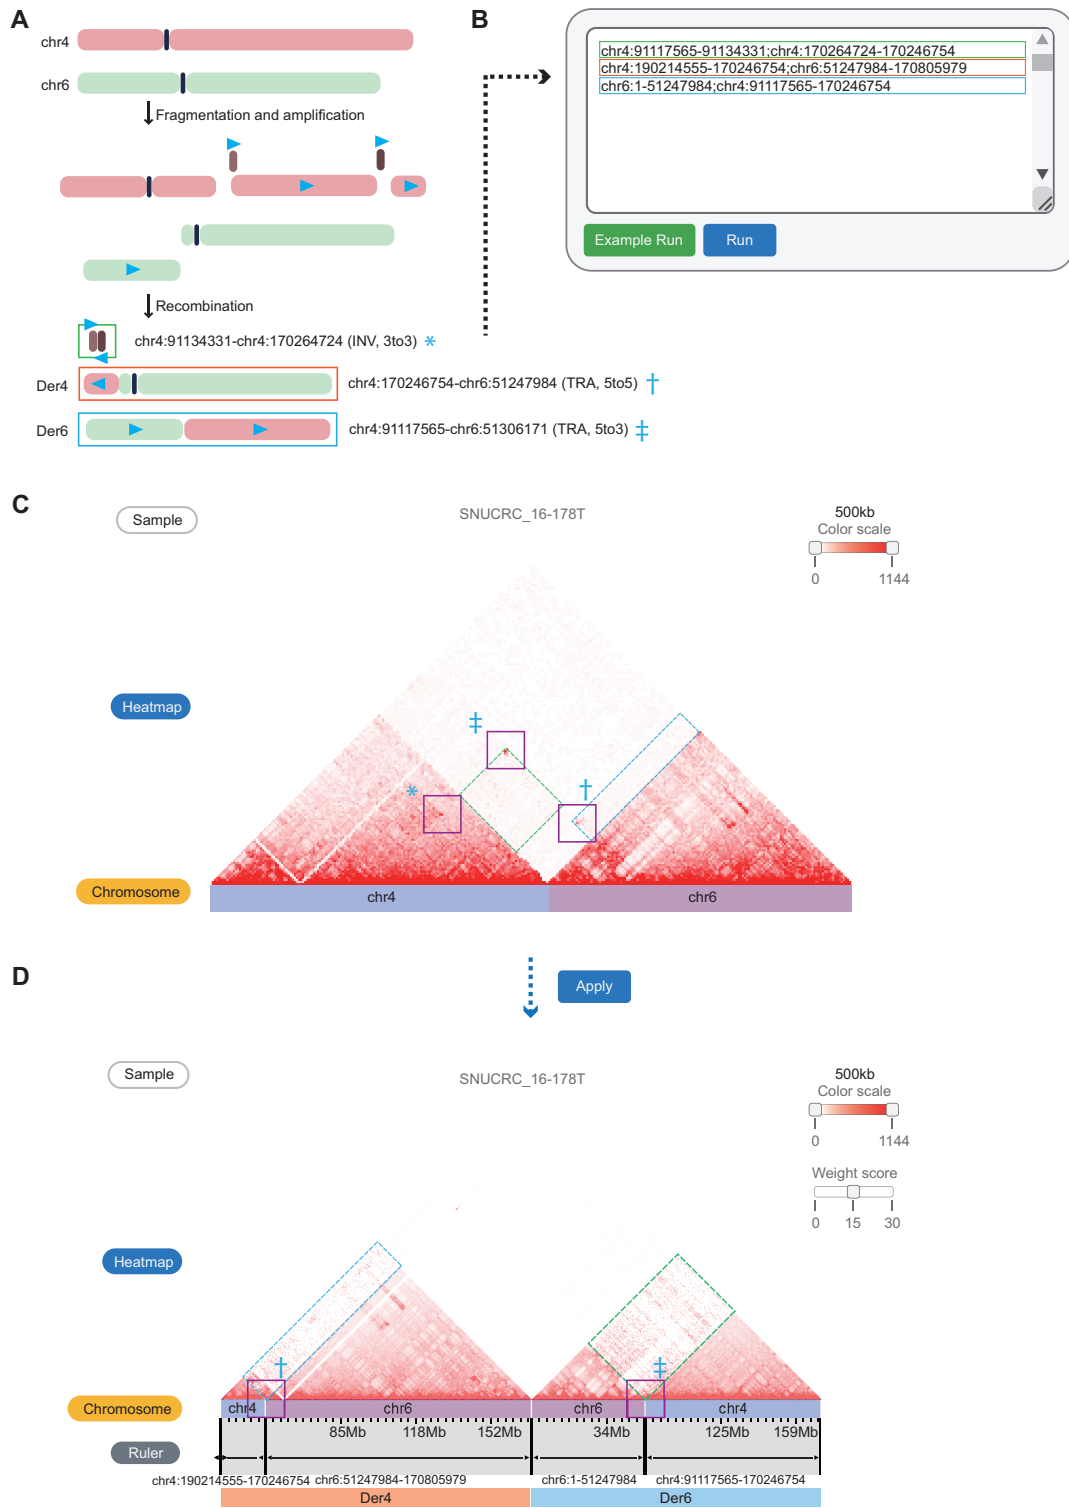 A
chr4
chr6
Fragmentation and amplification
Recombination
chr4:91134331-chr4:170264724 (INV, 3to3) *
Der4
chr4:170246754-chr6:51247984 (TRA, 5to5) †
Der6
chr4:91117565-chr6:51306171 (TRA, 5to3) ‡
B
chr4:91117565-91134331;chr4:170264724-170246754
chr4:190214555-170246754;chr6:51247984-170805979
chr6:1-51247984;chr4:91117565-170246754
Example Run
Run
C
Sample
SNUCRC_16-178T
500kb
Color scale
0 1144
Heatmap
‡
*
†
Chromosome
chr4
chr6
D
Apply
Sample
SNUCRC_16-178T
500kb
Color scale
0 1144
Weight score
0 15 30
Heatmap
†
‡
Chromosome
chr4 chr6 chr6 chr4
85Mb 118Mb 152Mb 34Mb 125Mb 159Mb
Ruler
chr4:190214555-170246754 chr6:51247984-170805979 chr6:1-51247984 chr4:91117565-170246754
Der4 Der6